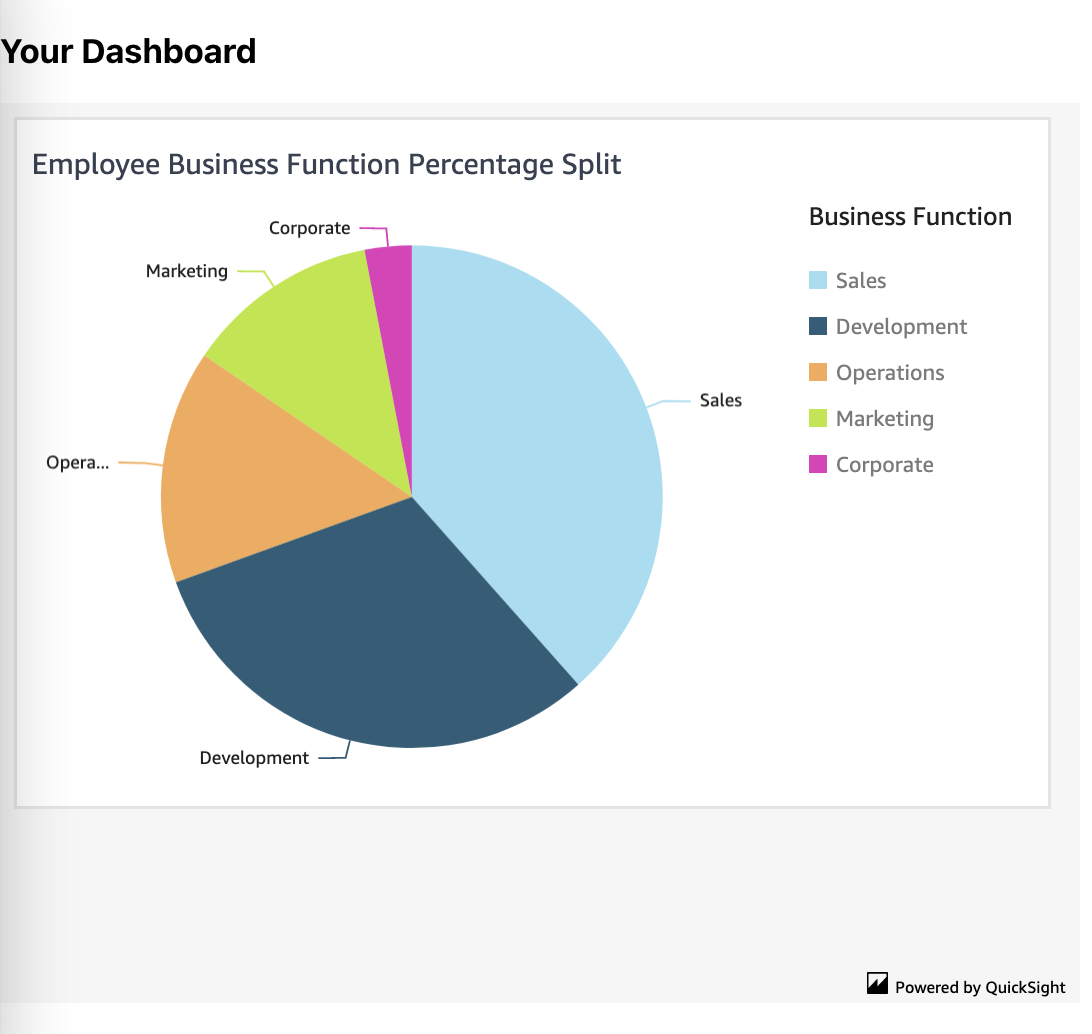 Your Dashboard
Employee Business Function Percentage Split
Business Function
Sales
Development
Operations
Marketing
Corporate
Corporate
Marketing
Sales
Opera...
Development
Powered by QuickSight